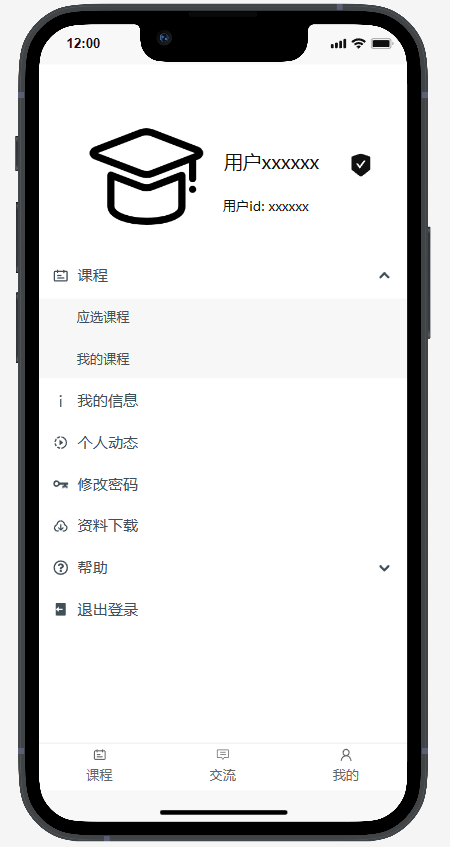 12:00
用户xxxxxx
用户id: xxxxxx
课程
应选课程
我的课程
我的信息
个人动态
修改密码
资料下载
帮助
退出登录
课程 交流 我的